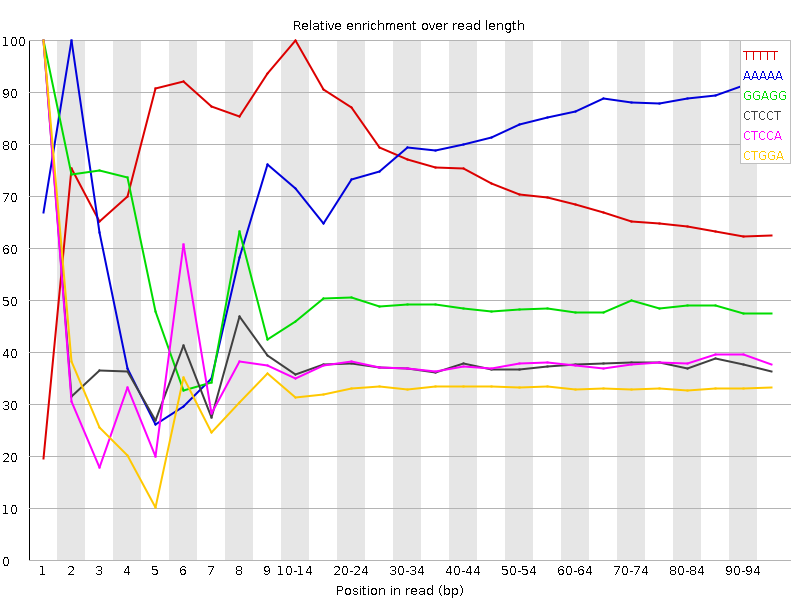 Relative enrichment over read length
100
90
80
70
60
50
40
30
20
10
0
TTTTT
AAAAA
GGAGG
CTCCT
CTCCA
CTGGA
1 2 3 4 5 6 7 8 9 10-14 20-24 30-34 40-44 50-54 60-64 70-74 80-84 90-94
Position in read (bp)